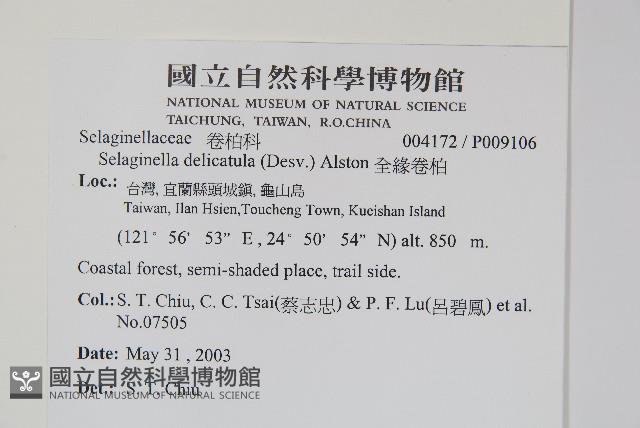 國立自然科學博物館
NATIONAL MUSEUM OF NATURAL SCIENCE
TAICHUNG, TAIWAN, R.O.CHINA
Selaginellaceae 卷柏科 004172 / P009106
Selaginella delicatula (Desv.) Alston 全緣卷柏
Loc.: 台灣, 宜蘭縣頭城鎮, 龜山島
Taiwan, Ilan Hsien,Toucheng Town, Kueishan Island
(121° 56' 53" E , 24° 50' 54" N) alt. 850 m.
Coastal forest, semi-shaded place, trail side.
Col.: S. T. Chiu, C. C. Tsai(蔡志忠) & P. F. Lu(呂碧鳳) et al.
No.07505
Date: May 31 , 2003
Det.: S. T. Chiu
國立自然科學博物館
NATIONAL MUSEUM OF NATURAL SCIENCE